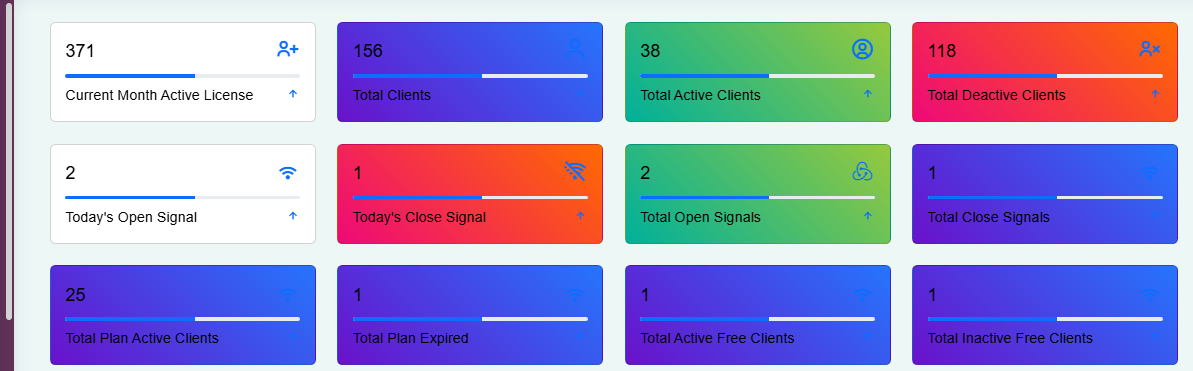 371
Current Month Active License
156
Total Clients
38
Total Active Clients
118
Total Deactive Clients
2
Today's Open Signal
1
Today's Close Signal
2
Total Open Signals
1
Total Close Signals
25
Total Plan Active Clients
1
Total Plan Expired
1
Total Active Free Clients
1
Total Inactive Free Clients